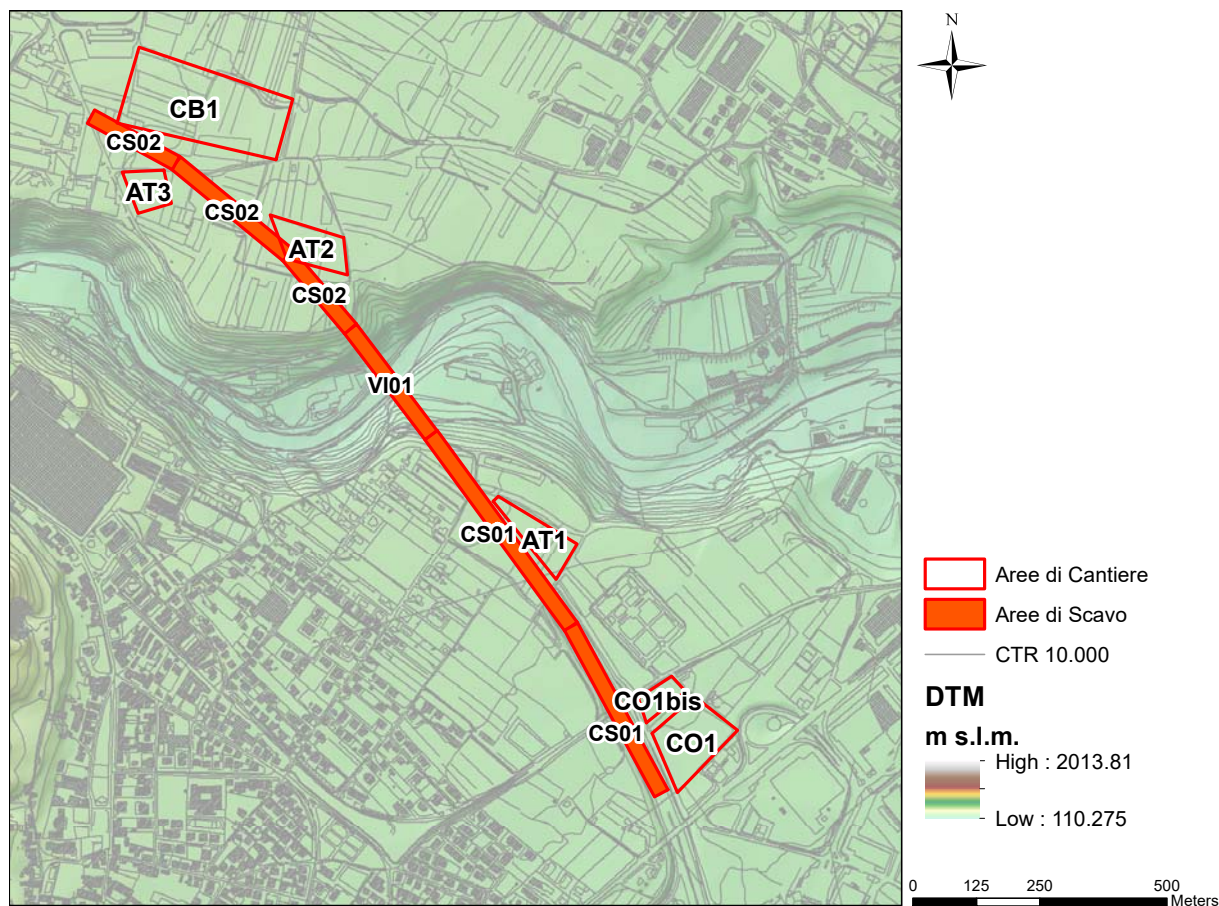 N
CB1
CS02
AT3
CS02
AT2
CS02
VI01
CS01
AT1
CO1bis
CS01
CO1
Aree di Cantiere
Aree di Scavo
CTR 10.000
DTM
m s.l.m.
High : 2013.81
Low : 110.275
0 125 250 500
Meters